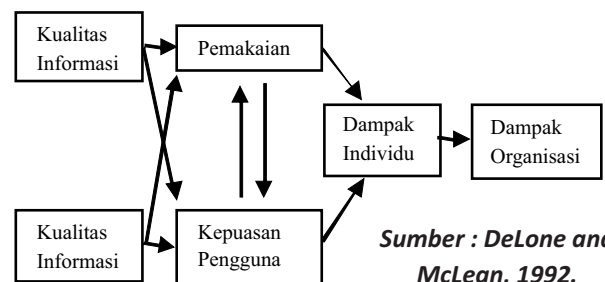 Kualitas
Informasi
Pemakaian
Dampak
Individu
Dampak
Organisasi
Kualitas
Informasi
Kepuasan
Pengguna
Sumber : DeLone and
McLean, 1992.